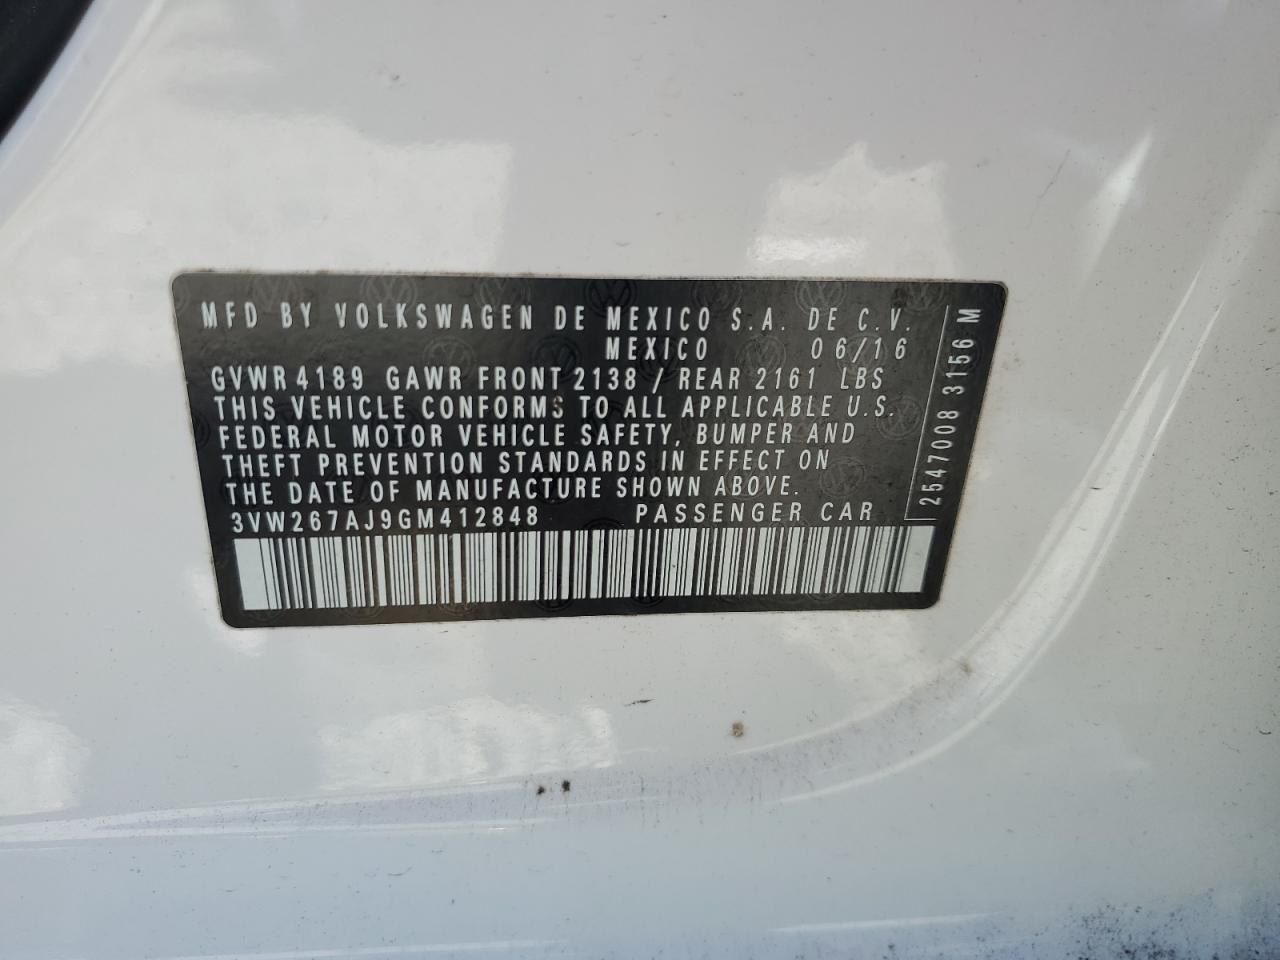 MFD BY VOLKSWAGEN DE MEXICO S.A. DE C.V.
MEXICO 06/16
GVWR 4189 GAWR FRONT 2138 / REAR 2161 LBS
THIS VEHICLE CONFORMS TO ALL APPLICABLE U.S.
FEDERAL MOTOR VEHICLE SAFETY, BUMPER AND
THEFT PREVENTION STANDARDS IN EFFECT ON
THE DATE OF MANUFACTURE SHOWN ABOVE.
3VW267AJ9GM412848 PASSENGER CAR
2547008 3156 M